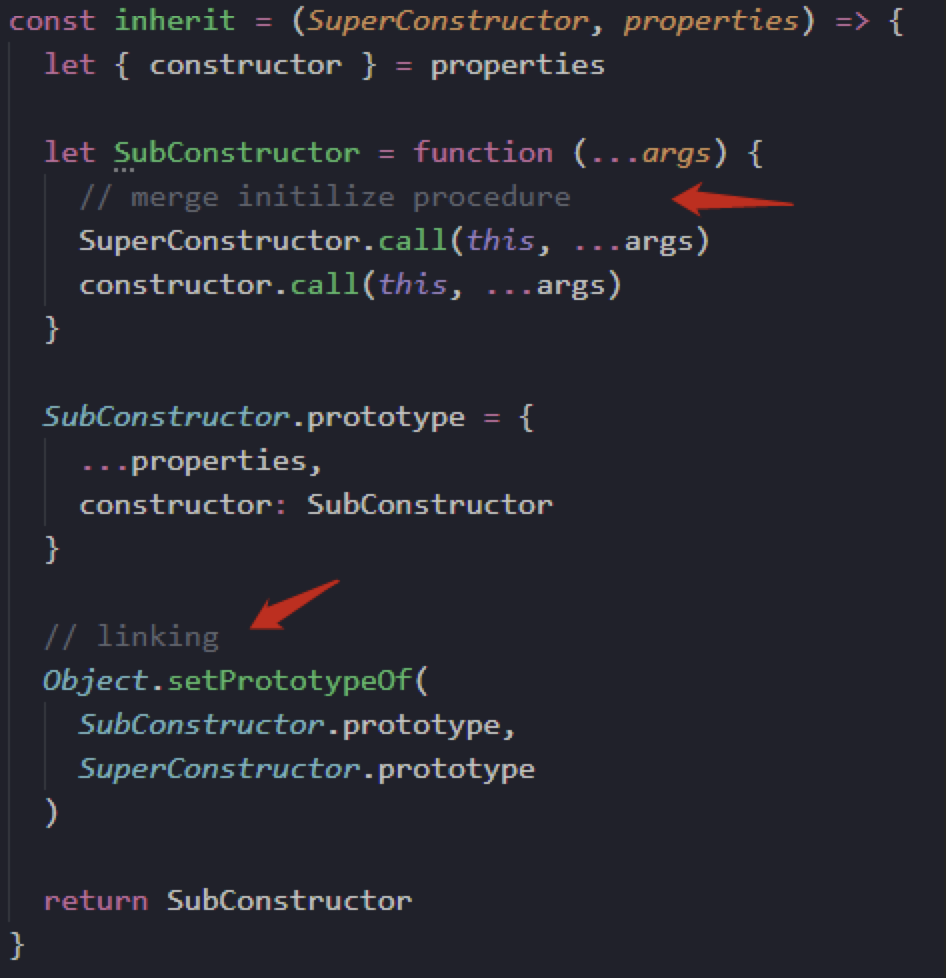 const inherit = (SuperConstructor, properties) => {
let { constructor } = properties
let SubConstructor = function (...args) {
// merge initilize procedure
SuperConstructor.call(this, ...args)
constructor.call(this, ...args)
}
SubConstructor.prototype = {
...properties,
constructor: SubConstructor
}
// linking
Object.setPrototypeOf(
SubConstructor.prototype,
SuperConstructor.prototype
)
return SubConstructor
}